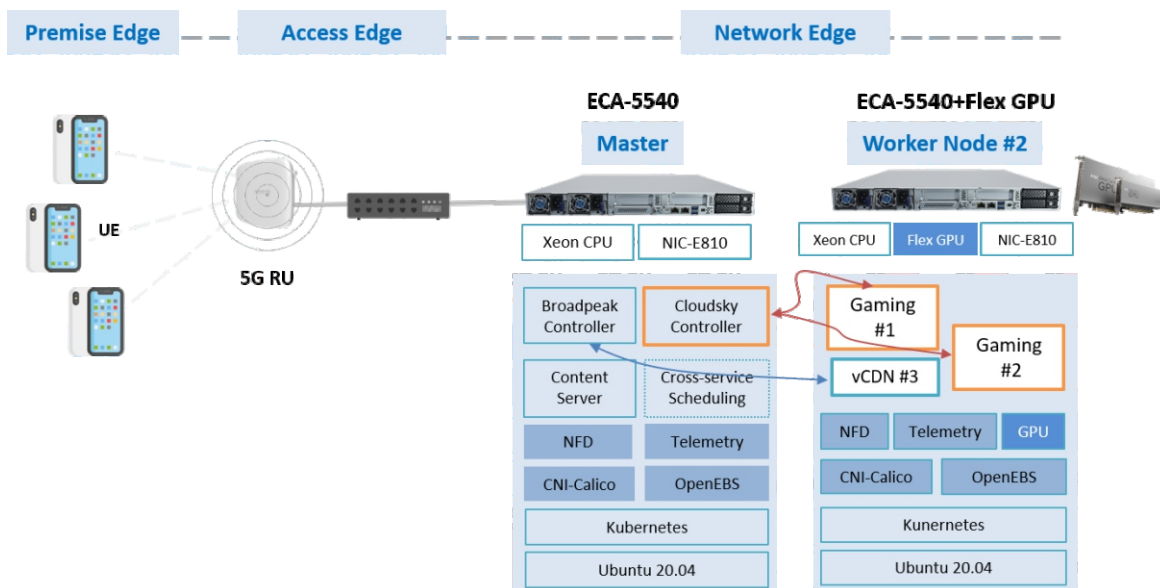 Premise Edge
Access Edge
Network Edge
ECA-5540
ECA-5540+Flex GPU
Master
Worker Node #2
GPU
UE
5G RU
Xeon CPU
NIC-E810
Xeon CPU
Flex GPU
NIC-E810
Broadpeak
Controller
Cloudsky
Controller
Gaming
#1
Gaming
#2
Content
Server
Cross-service
Scheduling
vCDN #3
NFD
Telemetry
NFD
Telemetry
GPU
CNI-Calico
OpenEBS
CNI-Calico
OpenEBS
Kubernetes
Kunernetes
Ubuntu 20.04
Ubuntu 20.04